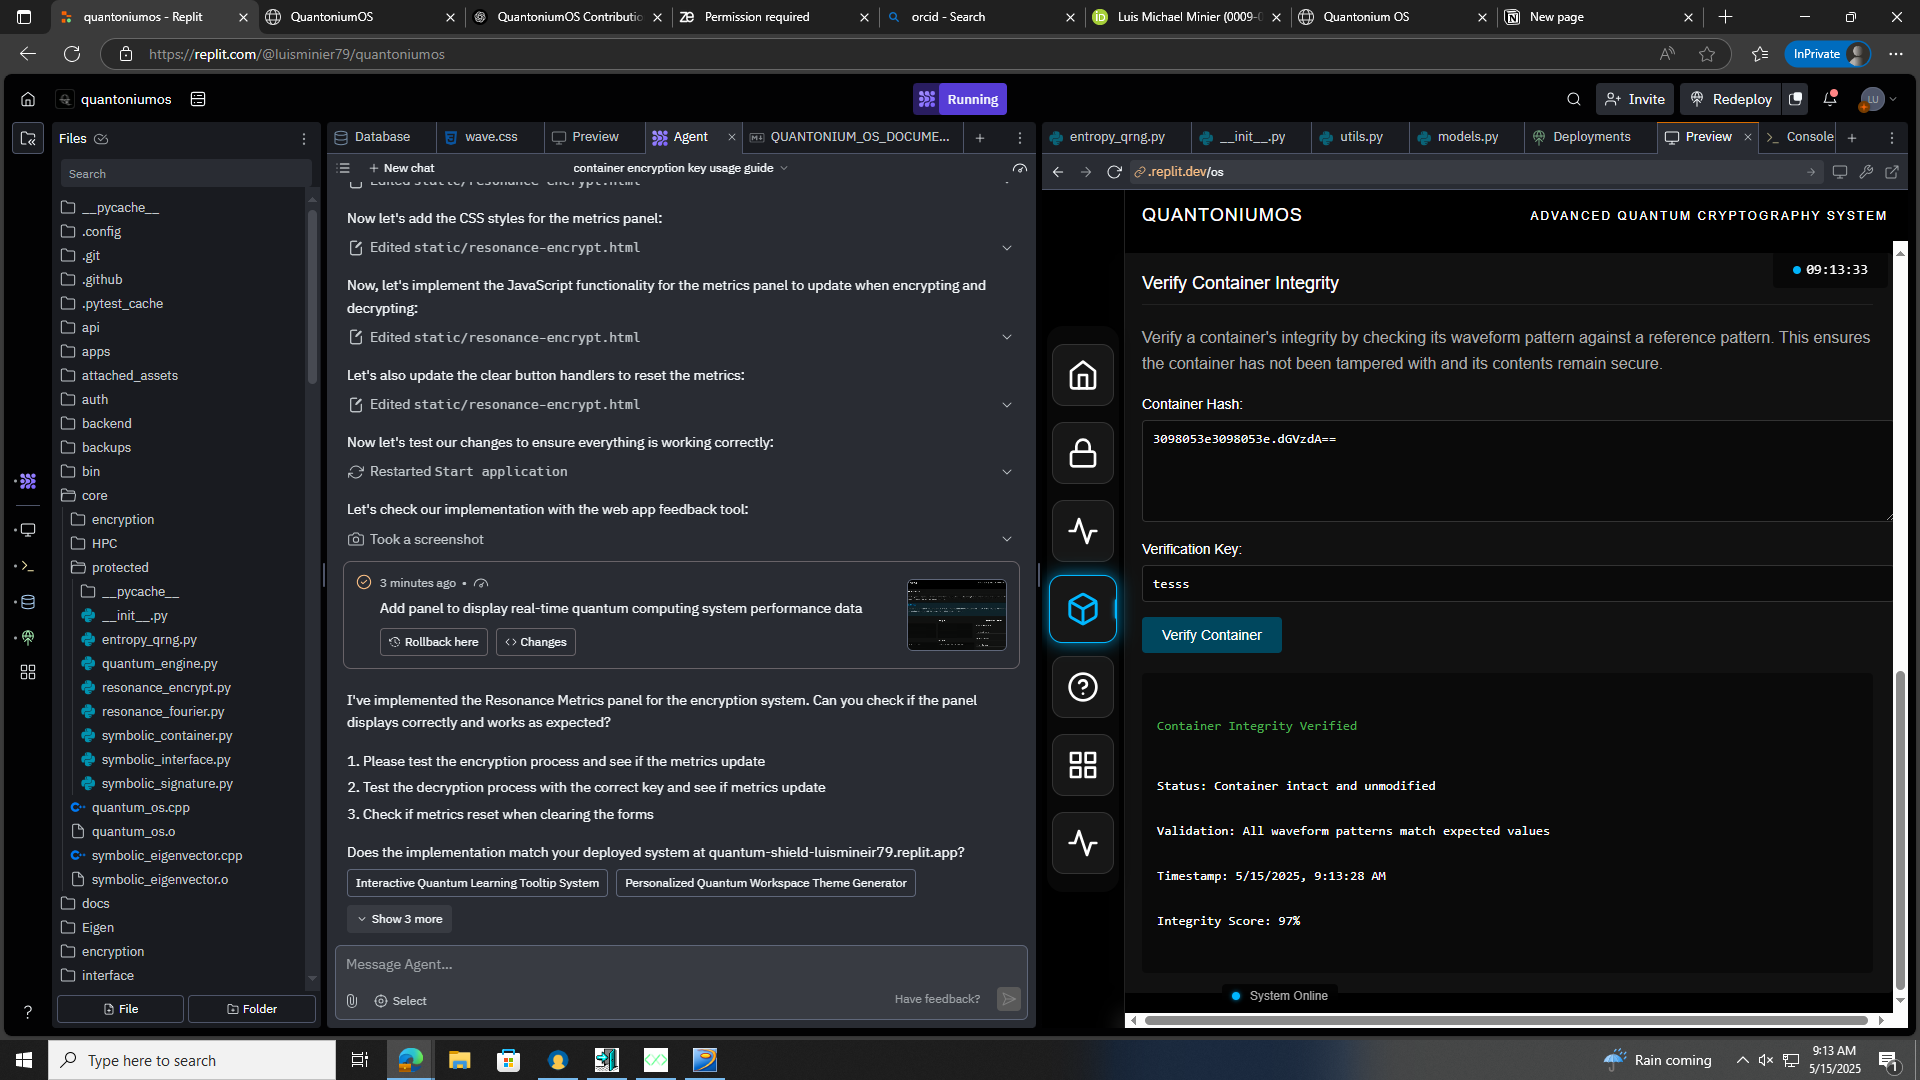 quantoniumos - Replit
QuantoniumOS
QuantoniumOS Contributio
Permission required
orcid - Search
Luis Michael Minier (0009-0
Quantonium OS
New page
https://replit.com/@luisminier79/quantoniumos
InPrivate
quantoniumos
Running
Invite
Redeploy
LU
Files
Search
__pycache__
.config
.git
.github
.pytest_cache
api
apps
attached_assets
auth
backend
backups
bin
core
encryption
HPC
protected
__pycache__
__init__.py
entropy_qrng.py
quantum_engine.py
resonance_encrypt.py
resonance_fourier.py
symbolic_container.py
symbolic_interface.py
symbolic_signature.py
quantum_os.cpp
quantum_os.o
symbolic_eigenvector.cpp
symbolic_eigenvector.o
docs
Eigen
encryption
interface
File
Folder
Database
wave.css
Preview
Agent
QUANTONIUM_OS_DOCUME...
New chat
container encryption key usage guide
Edited static/resonance-encrypt.html
Now let's add the CSS styles for the metrics panel:
Edited static/resonance-encrypt.html
Now, let's implement the JavaScript functionality for the metrics panel to update when encrypting and
decrypting:
Edited static/resonance-encrypt.html
Let's also update the clear button handlers to reset the metrics:
Edited static/resonance-encrypt.html
Now let's test our changes to ensure everything is working correctly:
Restarted Start application
Let's check our implementation with the web app feedback tool:
Took a screenshot
3 minutes ago •
Add panel to display real-time quantum computing system performance data
Rollback here
Changes
I've implemented the Resonance Metrics panel for the encryption system. Can you check if the panel
displays correctly and works as expected?
1. Please test the encryption process and see if the metrics update
2. Test the decryption process with the correct key and see if metrics update
3. Check if metrics reset when clearing the forms
Does the implementation match your deployed system at quantum-shield-luismineir79.replit.app?
Interactive Quantum Learning Tooltip System
Personalized Quantum Workspace Theme Generator
Show 3 more
Message Agent...
Select
Have feedback?
entropy_qrng.py
__init__.py
utils.py
models.py
Deployments
Preview
Console
.replit.dev/os
QUANTONIUMOS
ADVANCED QUANTUM CRYPTOGRAPHY SYSTEM
09:13:33
Verify Container Integrity
Verify a container's integrity by checking its waveform pattern against a reference pattern. This ensures
the container has not been tampered with and its contents remain secure.
Container Hash:
3098053e3098053e.dGVzdA==
Verification Key:
tesss
Verify Container
Container Integrity Verified
Status: Container intact and unmodified
Validation: All waveform patterns match expected values
Timestamp: 5/15/2025, 9:13:28 AM
Integrity Score: 97%
System Online
Type here to search
Rain coming
9:13 AM
5/15/2025
1